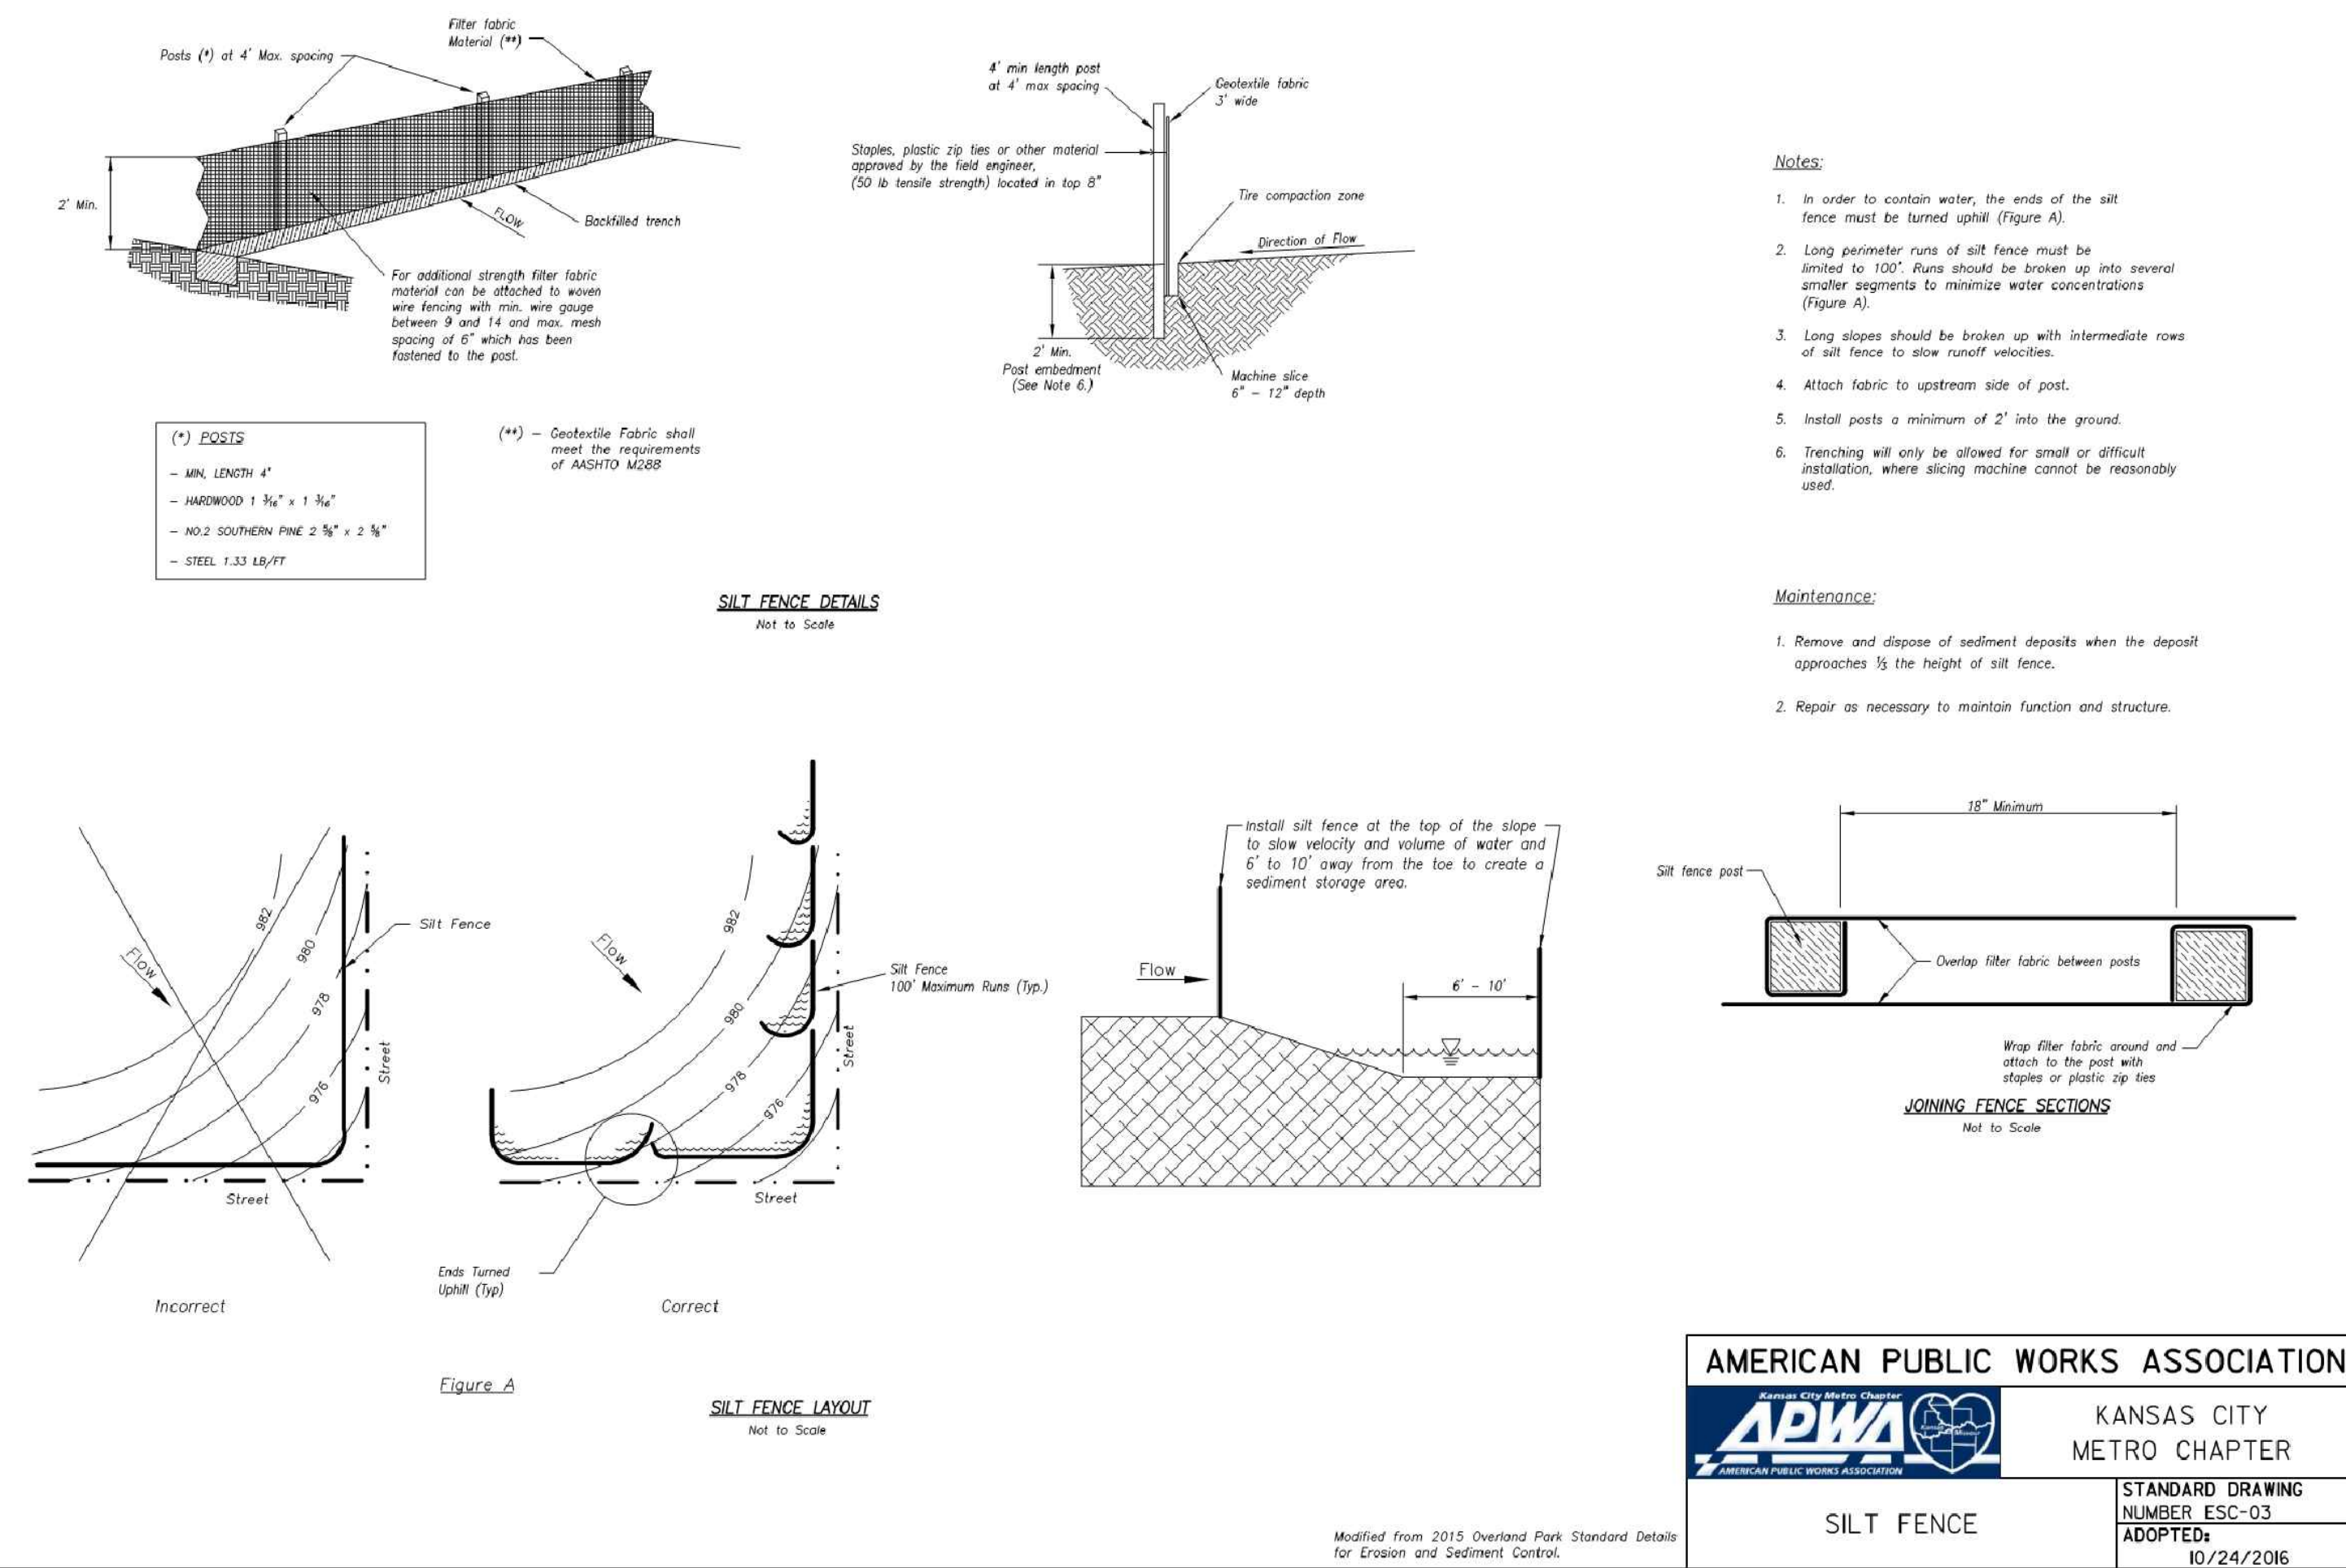 Filter fabric
Material (**)
Posts (*) at 4' Max. spacing
2' Min.
FLOW
Backfilled trench
For additional strength filter fabric
material can be attached to woven
wire fencing with min. wire gauge
between 9 and 14 and max. mesh
spacing of 6" which has been
fastened to the post.
(*) POSTS
- MIN, LENGTH 4'
- HARDWOOD 1 3/16" x 1 3/16"
- NO.2 SOUTHERN PINE 2 5/8" x 2 5/8"
- STEEL 1.33 LB/FT
(**) - Geotextile Fabric shall
meet the requirements
of AASHTO M288
4' min length post
at 4' max spacing
Geotextile fabric
3' wide
Staples, plastic zip ties or other material
approved by the field engineer,
(50 lb tensile strength) located in top 8"
Tire compaction zone
Direction of Flow
2' Min.
Post embedment
(See Note 6.)
Machine slice
6" - 12" depth
SILT FENCE DETAILS
Not to Scale
Notes:
1. In order to contain water, the ends of the silt
fence must be turned uphill (Figure A).
2. Long perimeter runs of silt fence must be
limited to 100'. Runs should be broken up into several
smaller segments to minimize water concentrations
(Figure A).
3. Long slopes should be broken up with intermediate rows
of silt fence to slow runoff velocities.
4. Attach fabric to upstream side of post.
5. Install posts a minimum of 2' into the ground.
6. Trenching will only be allowed for small or difficult
installation, where slicing machine cannot be reasonably
used.
Maintenance:
1. Remove and dispose of sediment deposits when the deposit
approaches 1/3 the height of silt fence.
2. Repair as necessary to maintain function and structure.
Flow
982
980
978
976
Silt Fence
Street
Street
Incorrect
Flow
982
980
978
976
Silt Fence
100' Maximum Runs (Typ.)
Street
Street
Ends Turned
Uphill (Typ)
Correct
Figure A
SILT FENCE LAYOUT
Not to Scale
Install silt fence at the top of the slope
to slow velocity and volume of water and
6' to 10' away from the toe to create a
sediment storage area.
Flow
6' - 10'
18" Minimum
Silt fence post
Overlap filter fabric between posts
Wrap filter fabric around and
attach to the post with
staples or plastic zip ties
JOINING FENCE SECTIONS
Not to Scale
AMERICAN PUBLIC WORKS ASSOCIATION
Kansas City Metro Chapter
APWA
Kansas
Missouri
AMERICAN PUBLIC WORKS ASSOCIATION
KANSAS CITY
METRO CHAPTER
SILT FENCE
STANDARD DRAWING
NUMBER ESC-03
ADOPTED:
10/24/2016
Modified from 2015 Overland Park Standard Details
for Erosion and Sediment Control.